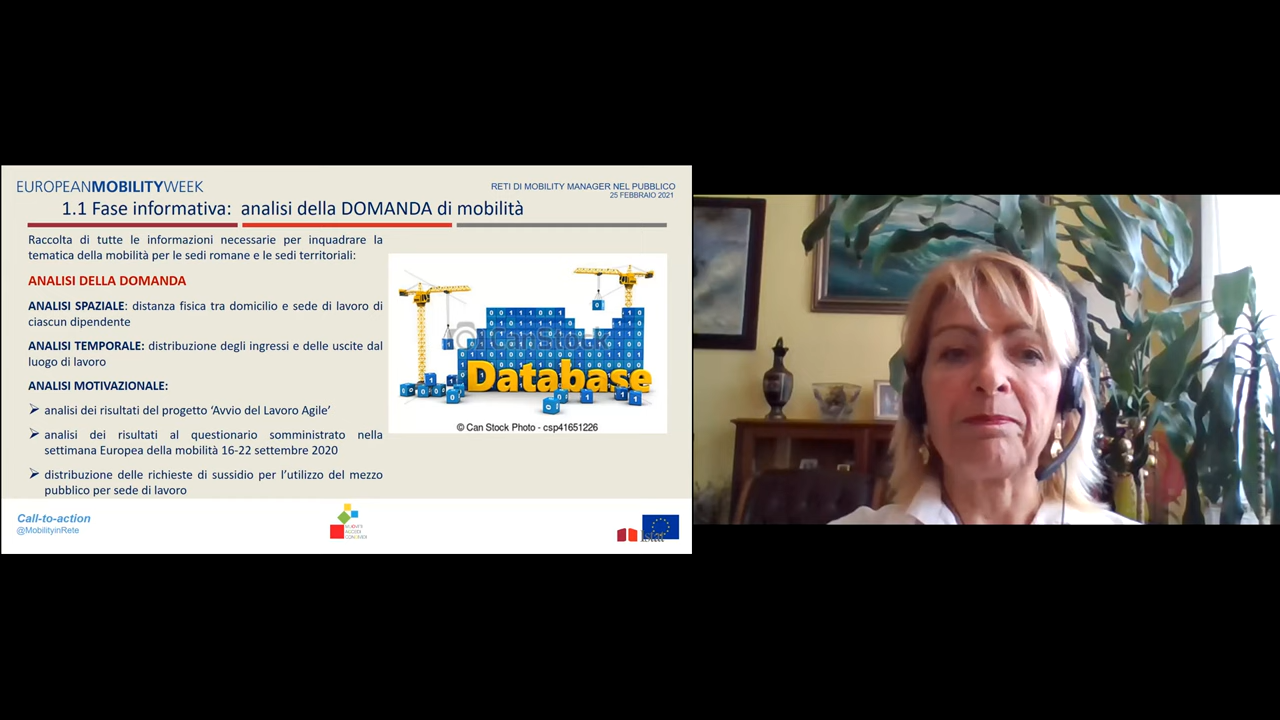 EUROPEANMOBILITYWEEK
RETI DI MOBILITY MANAGER NEL PUBBLICO
25 FEBBRAIO 2021
1.1 Fase informativa: analisi della DOMANDA di mobilità
Raccolta di tutte le informazioni necessarie per inquadrare la
tematica della mobilità per le sedi romane e le sedi territoriali:
ANALISI DELLA DOMANDA
ANALISI SPAZIALE: distanza fisica tra domicilio e sede di lavoro di
ciascun dipendente
ANALISI TEMPORALE: distribuzione degli ingressi e delle uscite dal
luogo di lavoro
ANALISI MOTIVAZIONALE:
analisi dei risultati del progetto ‘Avvio del Lavoro Agile’
analisi dei risultati al questionario somministrato nella
settimana Europea della mobilità 16-22 settembre 2020
distribuzione delle richieste di sussidio per l’utilizzo del mezzo
pubblico per sede di lavoro
Database
© Can Stock Photo - csp41651226
Call-to-action
@MobilityinRete
Istat